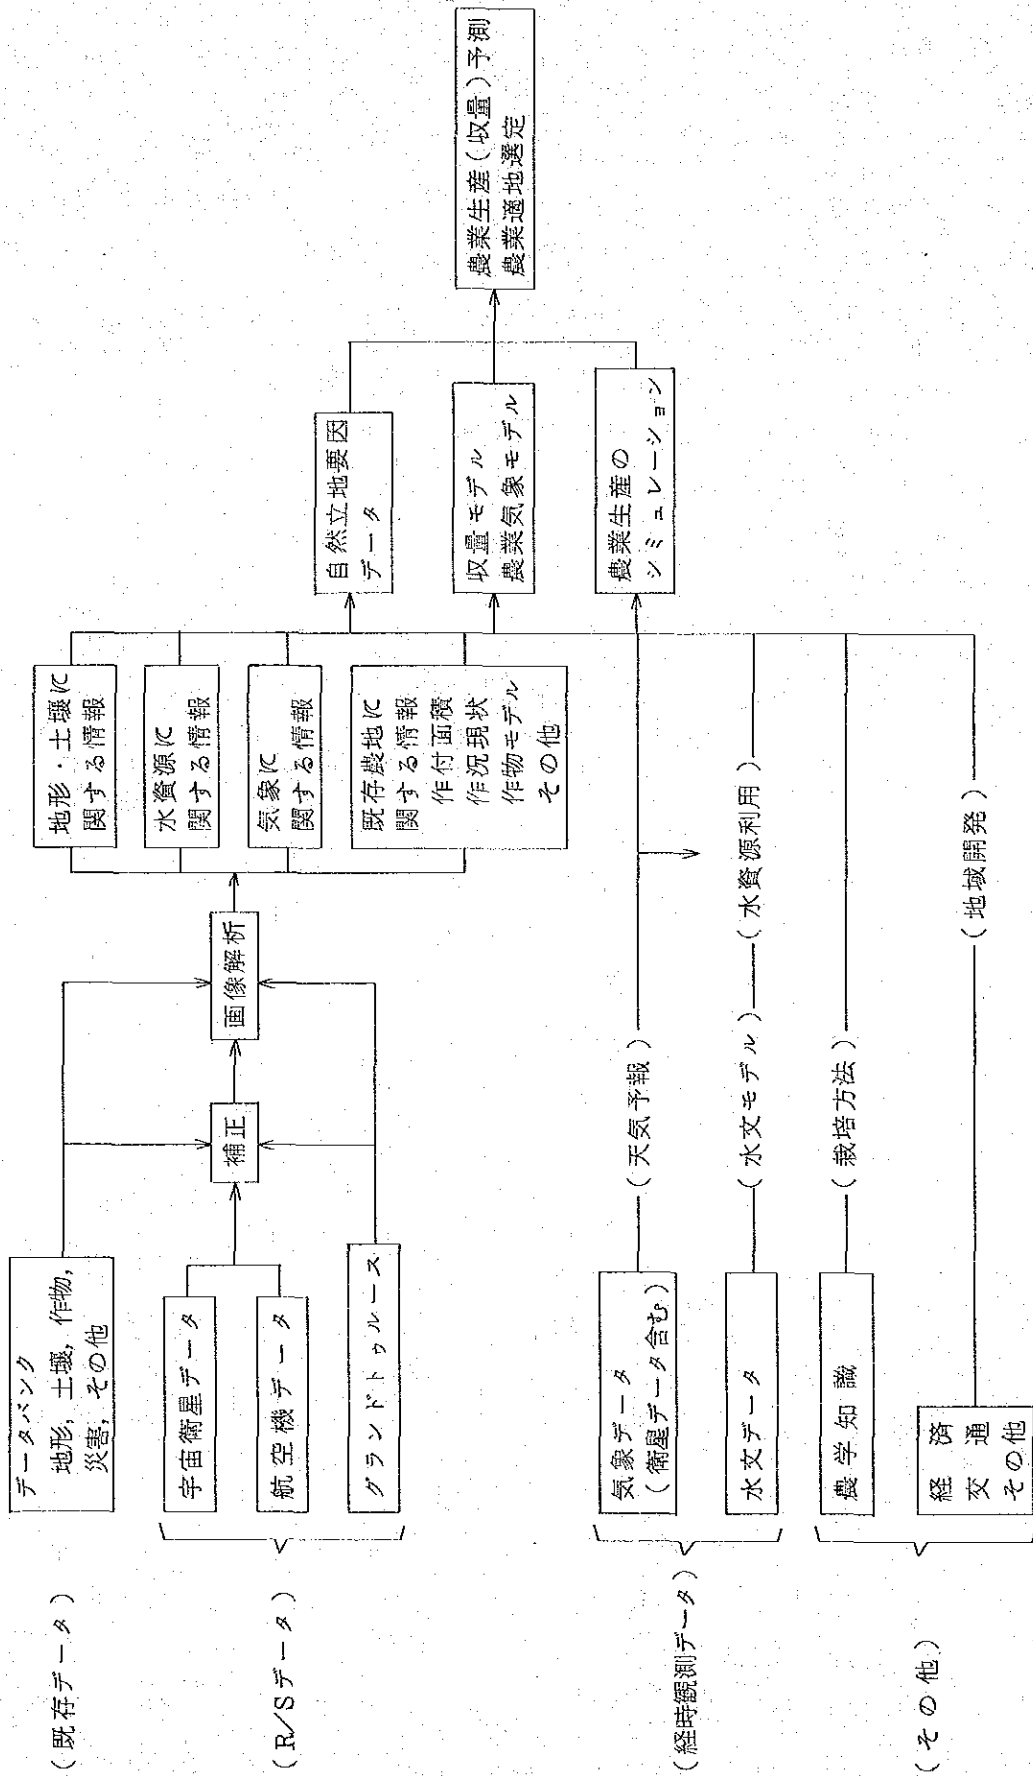 (既存データ)
データバンク
地形,土壌,作物,
災害,その他
(R/Sデータ)
宇宙衛星データ
航空機データ
グランドトゥルース
補正
画像解析
地形・土壌に
関する情報
水資源に
関する情報
気象に
関する情報
既存農地に
関する情報
作付面積
作況現状
作物モデル
その他
(経時観測データ)
気象データ
(衛星データ含む)
(天気予報)
水文データ
(水文モデル)
(水資源利用)
(その他)
農学知識
(栽培方法)
経済
交通
その他
(地域開発)
自然立地要因
データ
収量モデル
農業気象モデル
農業生産の
シミュレーション
農業生産(収量)予測
農業適地選定